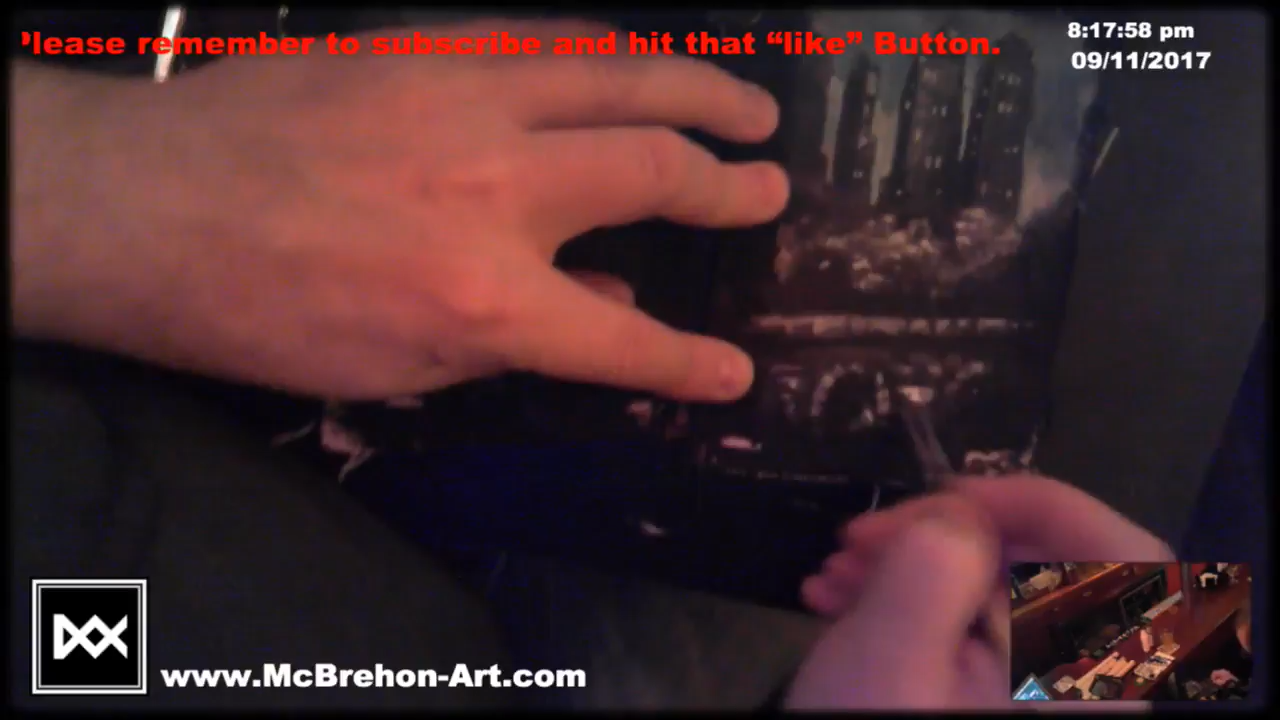 ’lease remember to subscribe and hit that “like” Button.
8:17:58 pm
09/11/2017
www.McBrehon-Art.com